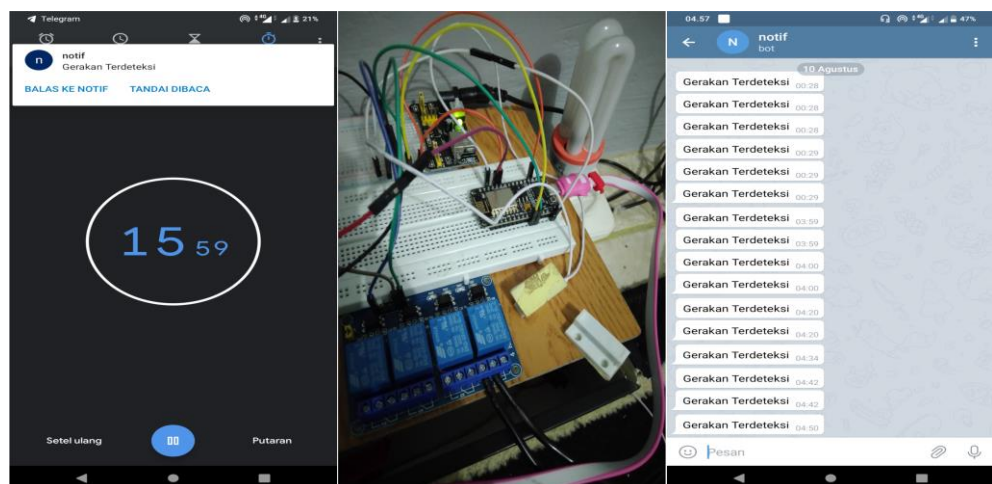 Telegram
21%
n
notif
Gerakan Terdeteksi
BALAS KE NOTIF TANDAI DIBACA
15 59
Setel ulang
Putaran
04.57
47%
N
notif
bot
10 Agustus
Gerakan Terdeteksi 00:28
Gerakan Terdeteksi 00:28
Gerakan Terdeteksi 00:28
Gerakan Terdeteksi 00:29
Gerakan Terdeteksi 00:29
Gerakan Terdeteksi 00:29
Gerakan Terdeteksi 03:59
Gerakan Terdeteksi 03:59
Gerakan Terdeteksi 04:00
Gerakan Terdeteksi 04:00
Gerakan Terdeteksi 04:20
Gerakan Terdeteksi 04:20
Gerakan Terdeteksi 04:34
Gerakan Terdeteksi 04:42
Gerakan Terdeteksi 04:42
Gerakan Terdeteksi 04:50
Pesan